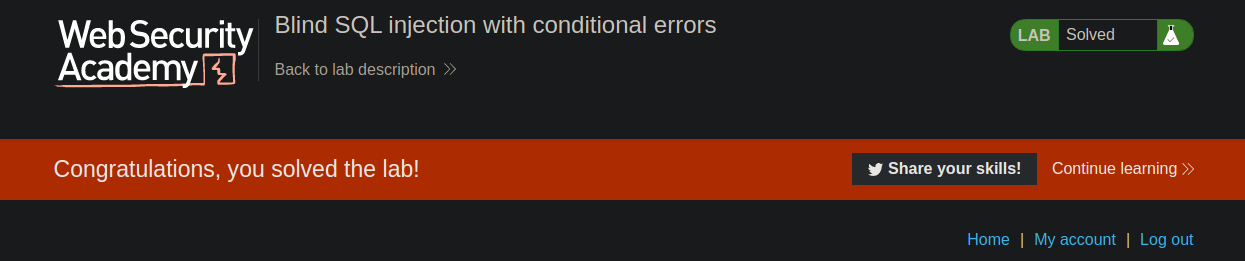 Web Security
Academy
Blind SQL injection with conditional errors
Back to lab description
LAB Solved
Congratulations, you solved the lab!
Share your skills! Continue learning
Home | My account | Log out